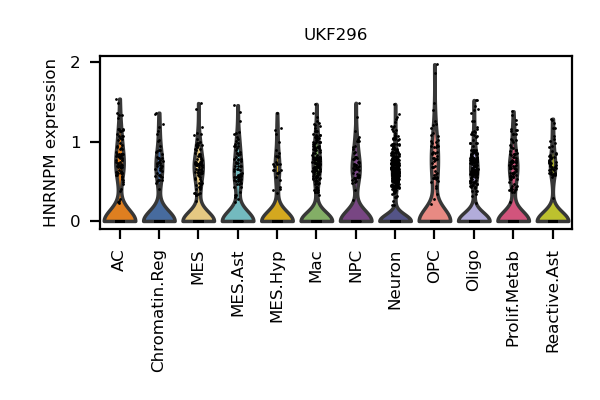 UKF296
HNRNPM expression
2
1
0
AC
Chromatin.Reg
MES
MES.Ast
MES.Hyp
Mac
NPC
Neuron
OPC
Oligo
Prolif.Metab
Reactive.Ast